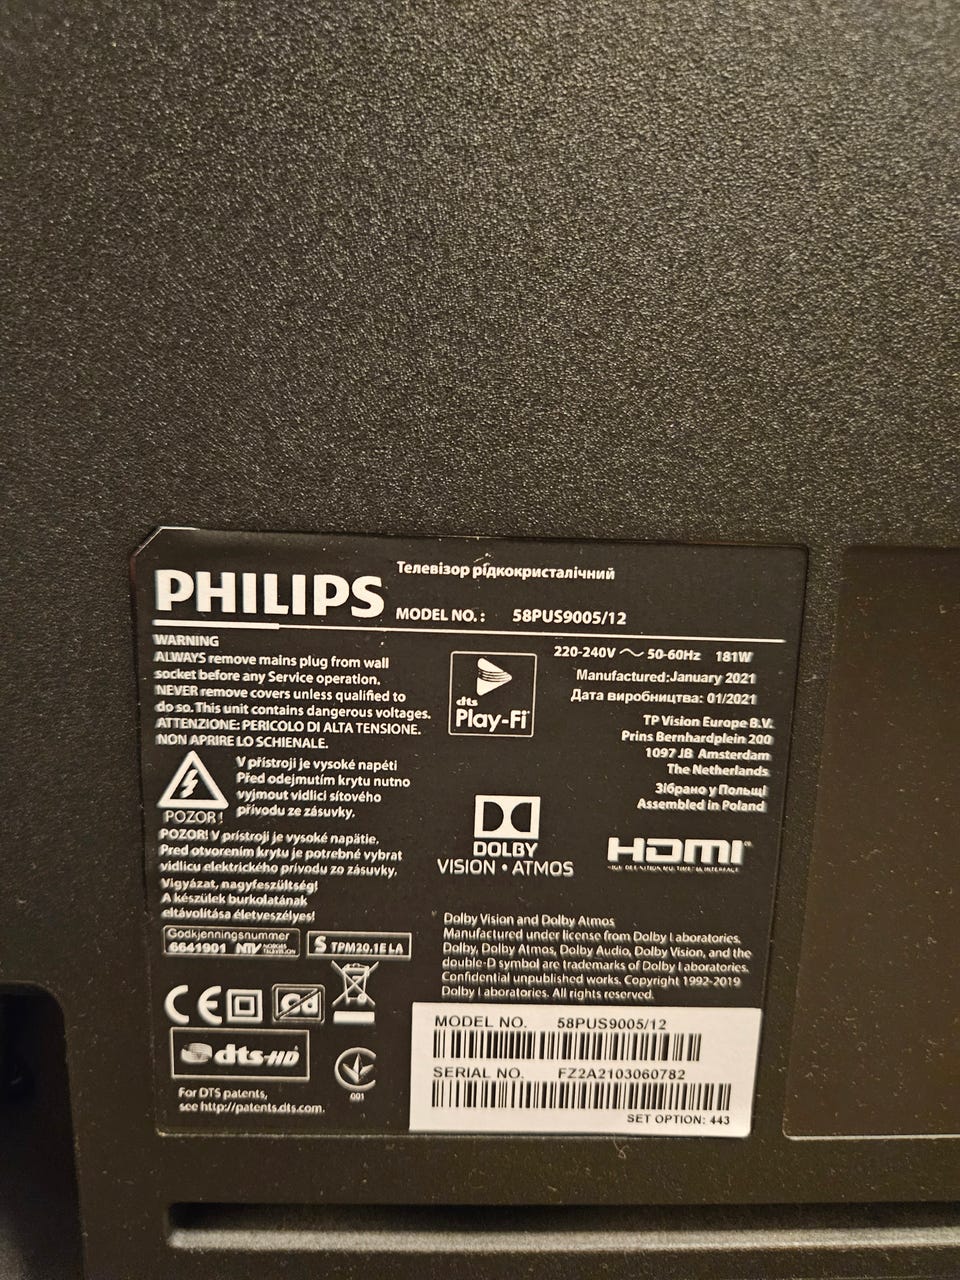 Телевізор рідкокристалічний
PHILIPS
MODEL NO. : 58PUS9005/12
WARNING
ALWAYS remove mains plug from wall
socket before any Service operation.
NEVER remove covers unless qualified to
do so. This unit contains dangerous voltages.
ATTENZIONE: PERICOLO DI ALTA TENSIONE.
NON APRIRE LO SCHIENALE.
V přístroji je vysoké napětí
Před odejmutím krytu nutno
vyjmout vidlici síťového
přívodu ze zásuvky.
POZOR!
POZOR! V prístroji je vysoké napätie.
Pred otvorením krytu je potrebné vybrat
vidlicu elektrického prívodu zo zásuvky.
Vigyázat, nagyfeszültség!
A készülek burkolatának
eltávolítása életveszélyes!
Godkjenningsnummer
6641901 NTV NORGES TELEVISION
S TPM20.1E LA
CE
dts-HD
For DTS patents,
see http://patents.dts.com.
001
dts
Play-Fi
220-240V ~ 50-60Hz 181W
Manufactured:January 2021
Дата виробництва: 01/2021
TP Vision Europe B.V.
Prins Bernhardplein 200
1097 JB Amsterdam
The Netherlands
Зібрано у Польщі
Assembled in Poland
DOLBY
VISION • ATMOS
HDMI
Dolby Vision and Dolby Atmos
Manufactured under license from Dolby Laboratories.
Dolby, Dolby Atmos, Dolby Audio, Dolby Vision, and the
double-D symbol are trademarks of Dolby Laboratories.
Confidential unpublished works. Copyright 1992-2019
Dolby Laboratories. All rights reserved.
MODEL NO. 58PUS9005/12
SERIAL NO. FZ2A2103060782
SET OPTION: 443